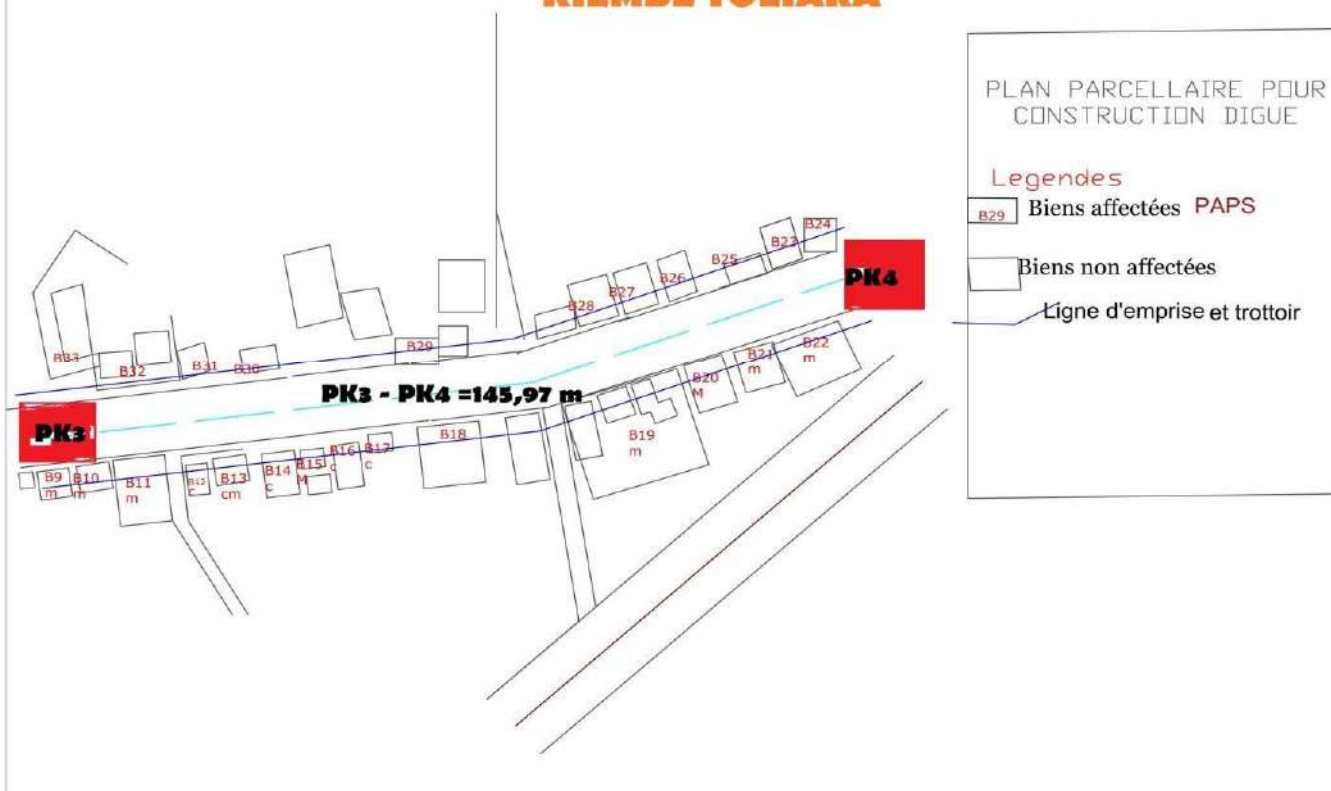 PLAN PARCELLAIRE POUR
CONSTRUCTION DIGUE
Legendes
B29 Biens affectées PAPS
Biens non affectées
Ligne d'emprise et trottoir
B24
B23
B25
B26
B27
B28
B29
B30
B31
B32
B33
PK4
PK3 - PK4 =145,97 m
PK3
B9
m
B10
m
B11
m
B12
C
B13
cm
B14
C
B15
M
B16
c
B17
c
B18
B19
m
B20
M
B21
m
B22
m